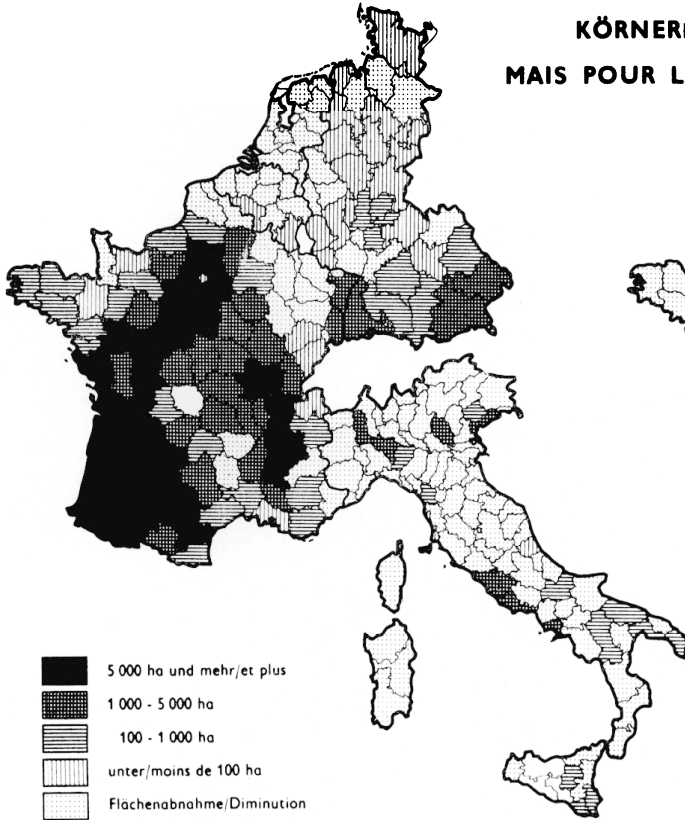 KÖRNER
MAIS POUR L
5 000 ha und mehr/et plus
1 000 - 5 000 ha
100 - 1 000 ha
unter/moins de 100 ha
Flächenabnahme/Diminution